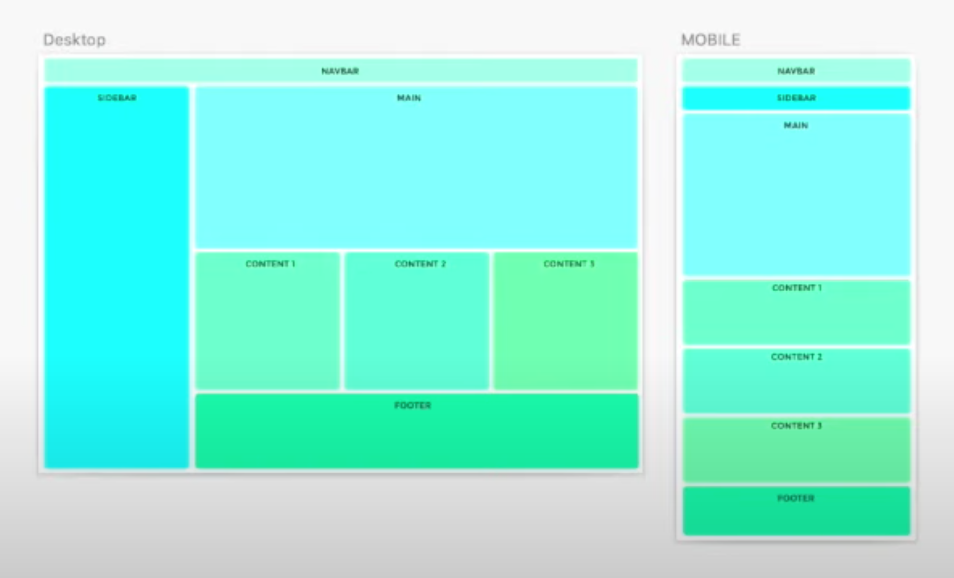 Desktop
NAVBAR
SIDEBAR
MAIN
CONTENT 1
CONTENT 2
CONTENT 3
FOOTER
MOBILE
NAVBAR
SIDEBAR
MAIN
CONTENT 1
CONTENT 2
CONTENT 3
FOOTER